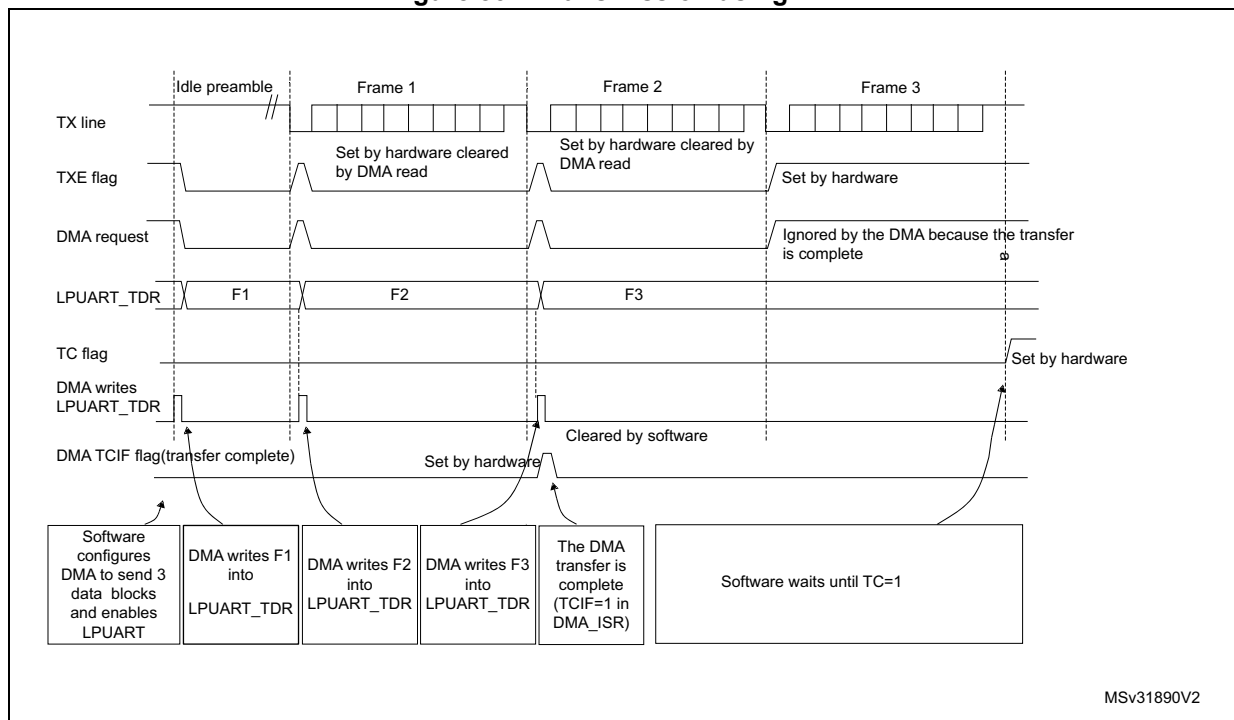 Idle preamble
Frame 1
Frame 2
Frame 3
TX line
Set by hardware cleared
by DMA read
Set by hardware cleared by
DMA read
TXE flag
Set by hardware
DMA request
Ignored by the DMA because the transfer
is complete
a
LPUART_TDR
F1
F2
F3
TC flag
Set by hardware
DMA writes
LPUART_TDR
Cleared by software
DMA TCIF flag(transfer complete)
Set by hardware
Software
configures
DMA to send 3
data blocks
and enables
LPUART
DMA writes F1
into
LPUART_TDR
DMA writes F2
into
LPUART_TDR
DMA writes F3
into
LPUART_TDR
The DMA
transfer is
complete
(TCIF=1 in
DMA_ISR)
Software waits until TC=1
MSv31890V2